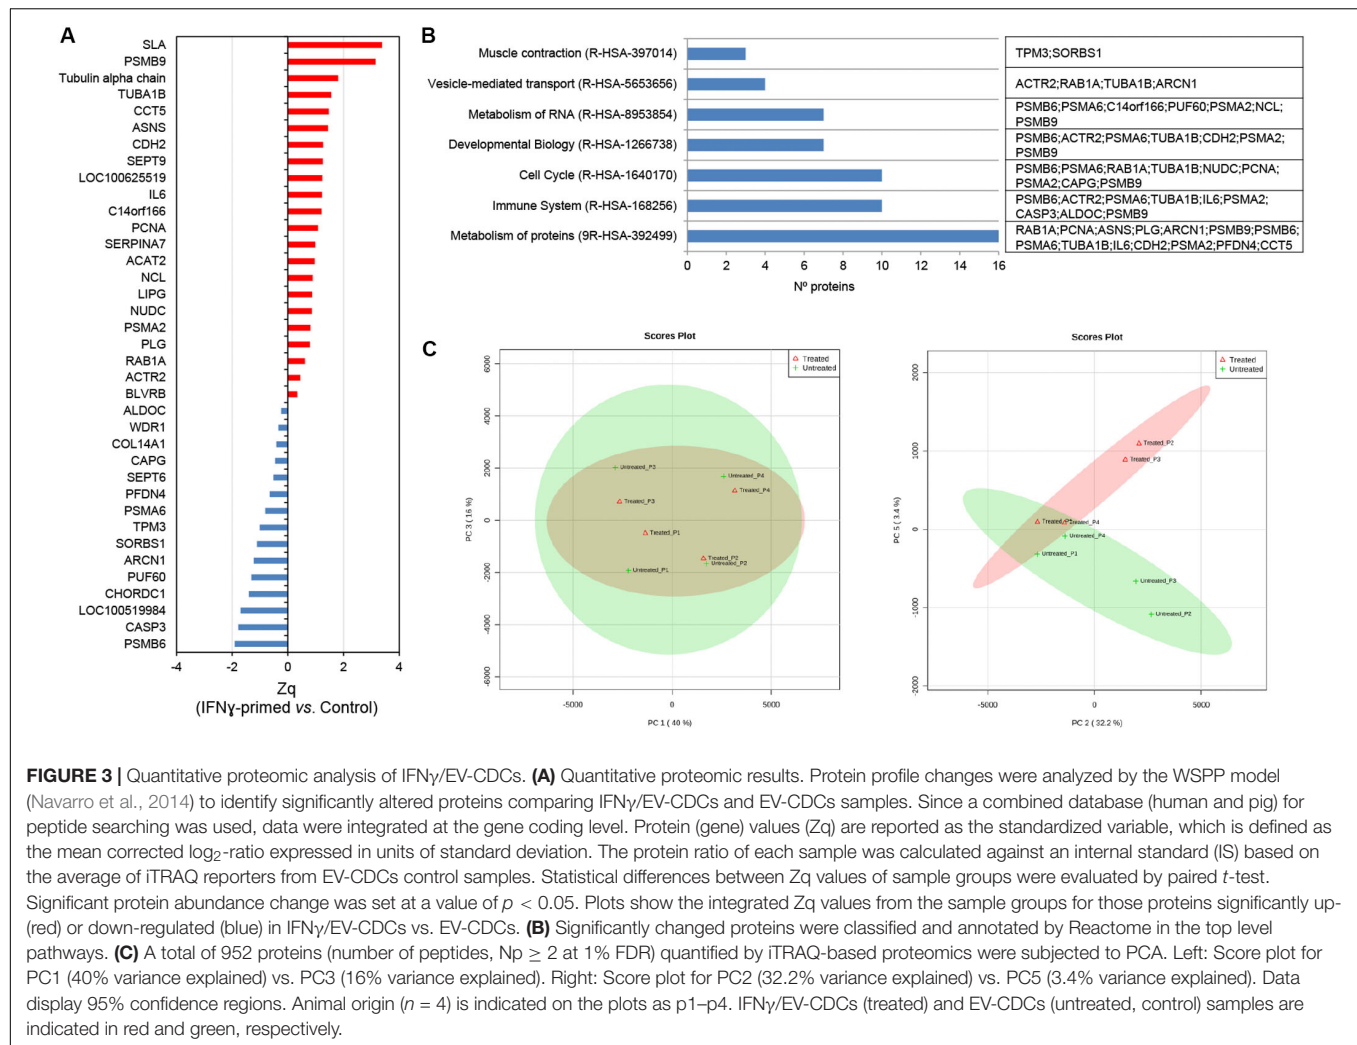 A
SLA
PSMB9
Tubulin alpha chain
TUBA1B
CCT5
ASNS
CDH2
SEPT9
LOC100625519
IL6
C14orf166
PCNA
SERPINA7
ACAT2
NCL
LIPG
NUDC
PSMA2
PLG
RAB1A
ACTR2
BLVRB
ALDOC
WDR1
COL14A1
CAPG
SEPT6
PFDN4
PSMA6
TPM3
SORBS1
ARCN1
PUF60
CHORDC1
LOC100519984
CASP3
PSMB6
-4 -2 0 2 4
Zq
(IFNɣ-primed vs. Control)
B
Muscle contraction (R-HSA-397014)
TPM3;SORBS1
Vesicle-mediated transport (R-HSA-5653656)
ACTR2;RAB1A;TUBA1B;ARCN1
Metabolism of RNA (R-HSA-8953854)
PSMB6;PSMA6;C14orf166;PUF60;PSMA2;NCL;
PSMB9
Developmental Biology (R-HSA-1266738)
PSMB6;ACTR2;PSMA6;TUBA1B;CDH2;PSMA2;
PSMB9
Cell Cycle (R-HSA-1640170)
PSMB6;PSMA6;RAB1A;TUBA1B;NUDC;PCNA;
PSMA2;CAPG;PSMB9
Immune System (R-HSA-168256)
PSMB6;ACTR2;PSMA6;TUBA1B;IL6;PSMA2;
CASP3;ALDOC;PSMB9
Metabolism of proteins (9R-HSA-392499)
RAB1A;PCNA;ASNS;PLG;ARCN1;PSMB9;PSMB6;
PSMA6;TUBA1B;IL6;CDH2;PSMA2;PFDN4;CCT5
0 2 4 6 8 10 12 14 16
Nº proteins
C
Scores Plot
Treated
Untreated
6000
4000
2000
0
-2000
-4000
-6000
PC 3 ( 16 %)
Untreated_P3
Untreated_P4
Treated_P4
Treated_P3
Treated_P1
Treated_P2
Untreated_P2
Untreated_P1
-5000 0 5000
PC 1 ( 40 %)
Scores Plot
Treated
Untreated
2000
1000
0
-1000
-2000
PC 5 ( 3.4 %)
Treated_P2
Treated_P3
Treated_P4
Untreated_P4
Untreated_P1
Untreated_P3
Untreated_P2
-5000 0 5000
PC 2 ( 32.2 %)
FIGURE 3 | Quantitative proteomic analysis of IFNγ/EV-CDCs. (A) Quantitative proteomic results. Protein profile changes were analyzed by the WSPP model
(Navarro et al., 2014) to identify significantly altered proteins comparing IFNγ/EV-CDCs and EV-CDCs samples. Since a combined database (human and pig) for
peptide searching was used, data were integrated at the gene coding level. Protein (gene) values (Zq) are reported as the standardized variable, which is defined as
the mean corrected log2-ratio expressed in units of standard deviation. The protein ratio of each sample was calculated against an internal standard (IS) based on
the average of iTRAQ reporters from EV-CDCs control samples. Statistical differences between Zq values of sample groups were evaluated by paired t-test.
Significant protein abundance change was set at a value of p < 0.05. Plots show the integrated Zq values from the sample groups for those proteins significantly up-
(red) or down-regulated (blue) in IFNγ/EV-CDCs vs. EV-CDCs. (B) Significantly changed proteins were classified and annotated by Reactome in the top level
pathways. (C) A total of 952 proteins (number of peptides, Np ≥ 2 at 1% FDR) quantified by iTRAQ-based proteomics were subjected to PCA. Left: Score plot for
PC1 (40% variance explained) vs. PC3 (16% variance explained). Right: Score plot for PC2 (32.2% variance explained) vs. PC5 (3.4% variance explained). Data
display 95% confidence regions. Animal origin (n = 4) is indicated on the plots as p1–p4. IFNγ/EV-CDCs (treated) and EV-CDCs (untreated, control) samples are
indicated in red and green, respectively.